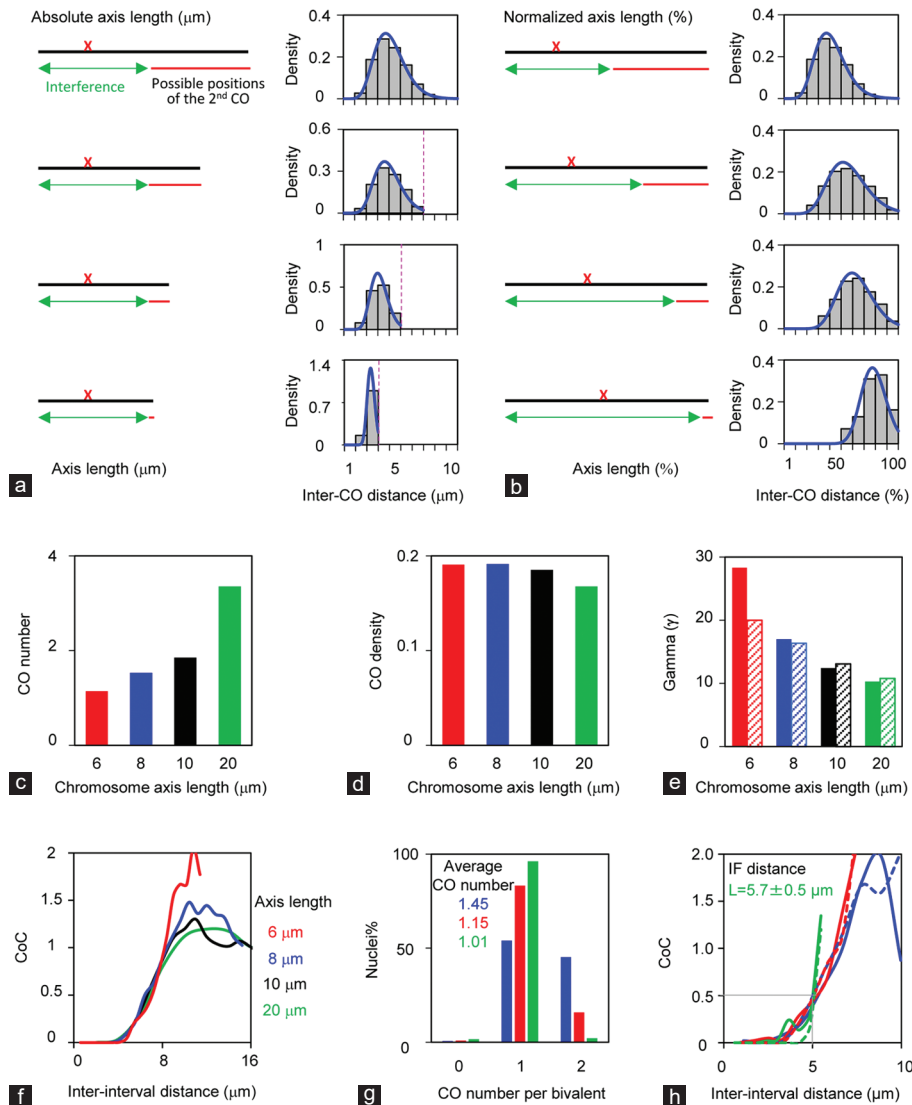 Absolute axis length (μm)
X
Interference
Possible positions
of the 2nd CO
X
X
X
Axis length (μm)
a
Density
0.4
0.2
0
Density
0.6
0.3
0
Density
1
0.5
0
Density
1.4
0.7
0
1 5 10
Inter-CO distance (μm)
Normalized axis length (%)
X
X
X
X
Axis length (%)
b
Density
0.4
0.2
0
Density
0.4
0.2
0
Density
0.4
0.2
0
Density
0.4
0.2
0
1 50 100
Inter-CO distance (%)
CO number
4
2
0
6 8 10 20
Chromosome axis length (μm)
c
CO density
0.2
0.1
0
6 8 10 20
Chromosome axis length (μm)
d
Gamma (γ)
30
20
10
0
6 8 10 20
Chromosome axis length (μm)
e
CoC
2
1.5
1
0.5
0
0 8 16
Inter-interval distance (μm)
Axis length
6 μm
8 μm
10 μm
20 μm
f
Nuclei%
100
50
0
Average
CO number
1.45
1.15
1.01
0 1 2
CO number per bivalent
g
CoC
2.0
1.5
1.0
0.5
0
IF distance
L=5.7±0.5 μm
0 5 10
Inter-interval distance (μm)
h